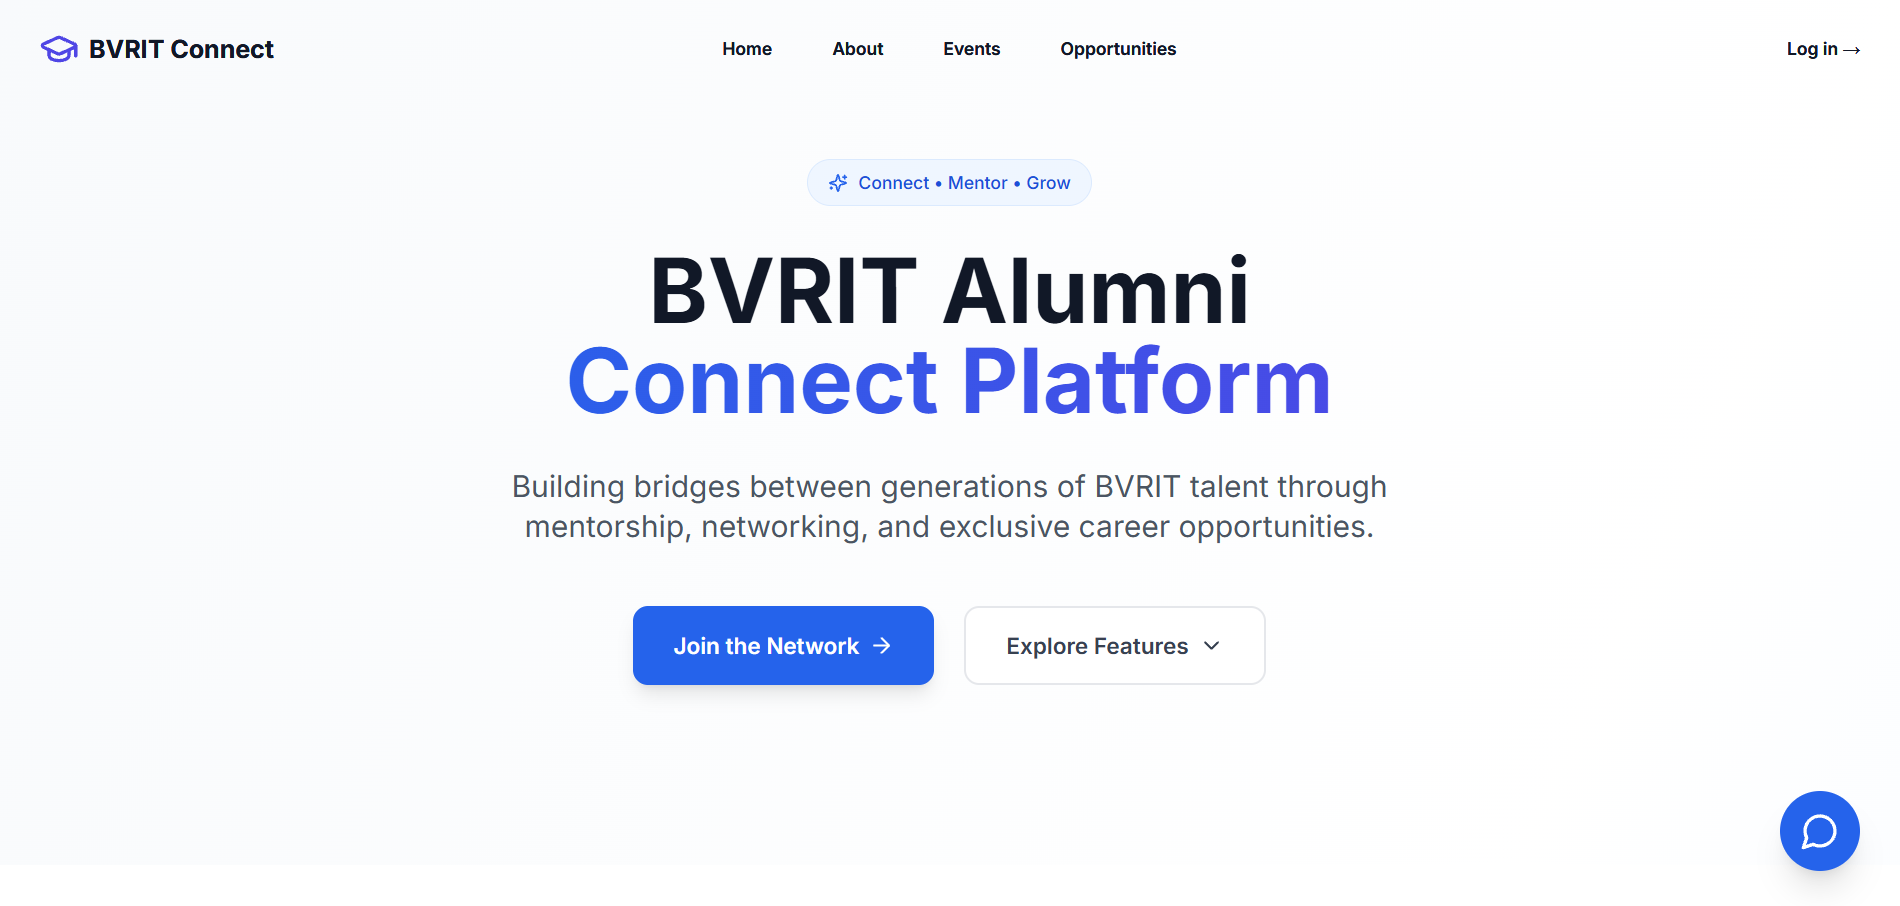 BVRIT Connect
Home
About
Events
Opportunities
Log in →
Connect • Mentor • Grow
BVRIT Alumni
Connect Platform
Building bridges between generations of BVRIT talent through
mentorship, networking, and exclusive career opportunities.
Join the Network →
Explore Features